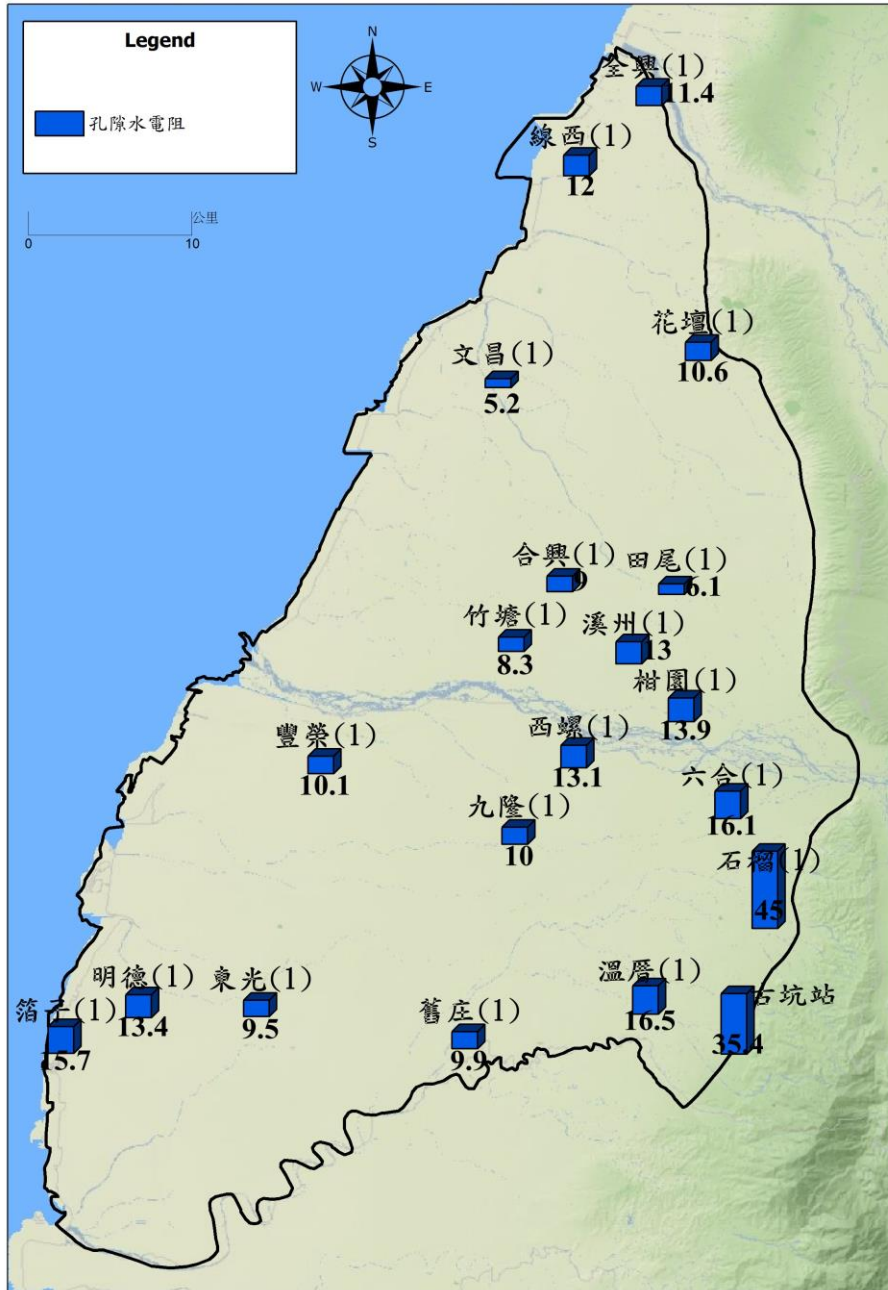 Legend
孔隙水電阻
N
W
E
S
0
10
公里
全興(1)
11.4
線西(1)
12
花壇(1)
10.6
文昌(1)
5.2
合興(1)
9
田尾(1)
6.1
竹塘(1)
8.3
溪州(1)
13
柑園(1)
13.9
豐榮(1)
10.1
西螺(1)
13.1
六合(1)
16.1
九隆(1)
10
石榴(1)
45
明德(1)
13.4
東光(1)
9.5
箔子(1)
15.7
舊庄(1)
9.9
溫厝(1)
16.5
古坑站
35.4